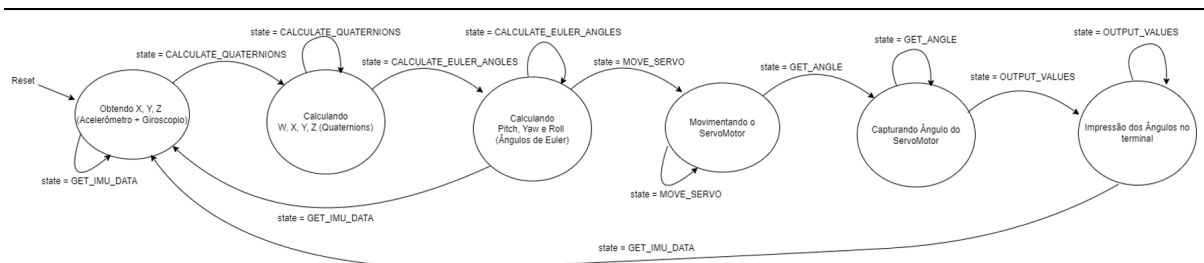 state = CALCULATE_QUATERNIONS
state = CALCULATE_EULER_ANGLES
state = OUTPUT_VALUES
state = GET_ANGLE
state = CALCULATE_QUATERNIONS
state = CALCULATE_EULER_ANGLES
state = MOVE_SERVO
state = GET_ANGLE
state = OUTPUT_VALUES
Reset
Obtendo X, Y, Z
(Acelerômetro + Giroscopio)
Calculando
W, X, Y, Z (Quaternions)
Calculando
Pitch, Yaw e Roll
(Ângulos de Euler)
Movimentando o
ServoMotor
Capturando Ângulo do
ServoMotor
Impressão dos Ângulos no
terminal
state = GET_IMU_DATA
state = MOVE_SERVO
state = GET_IMU_DATA
state = GET_IMU_DATA